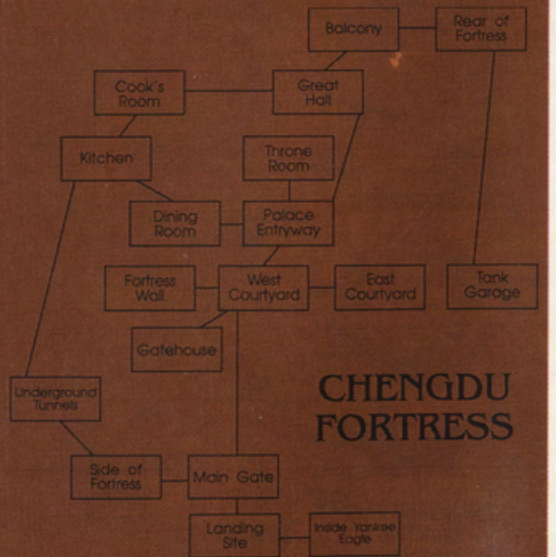 Balcony
Rear of
Fortress
Cook's
Room
Great
Hall
Kitchen
Throne
Room
Dining
Room
Palace
Entryway
Fortress
Wall
West
Courtyard
East
Courtyard
Tank
Garage
Gatehouse
CHENGDU
FORTRESS
Underground
Tunnels
Side of
Fortress
Main Gate
Landing
Site
Inside Yankee
Eagle